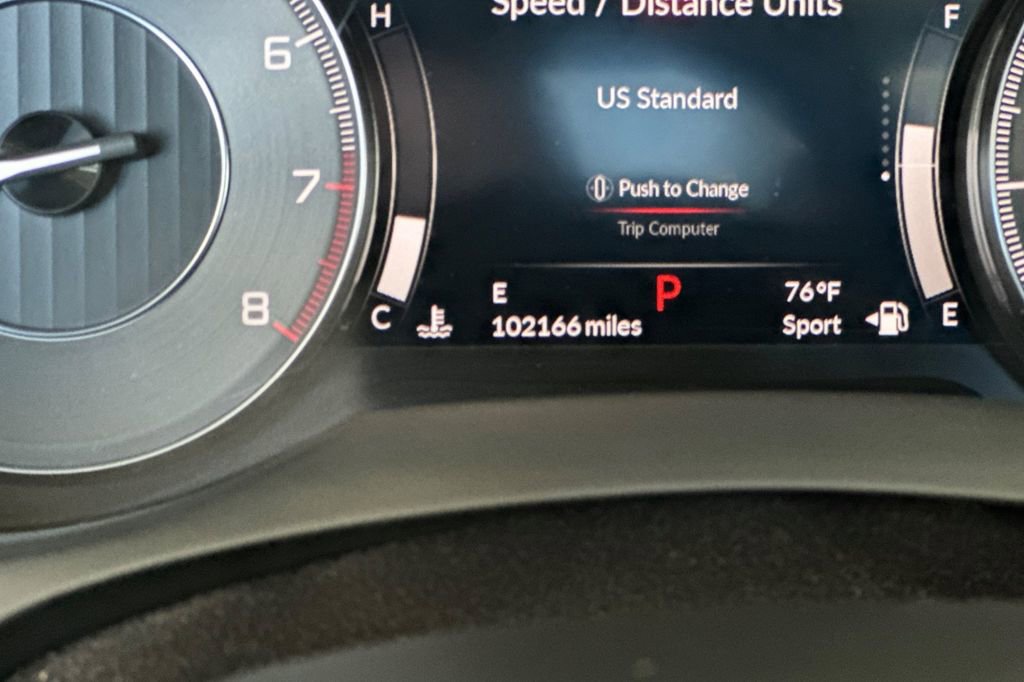 H
Speed / Distance Units
F
6
US Standard
7
Push to Change
Trip Computer
8
E
P
76°F
C
102166 miles
Sport
E